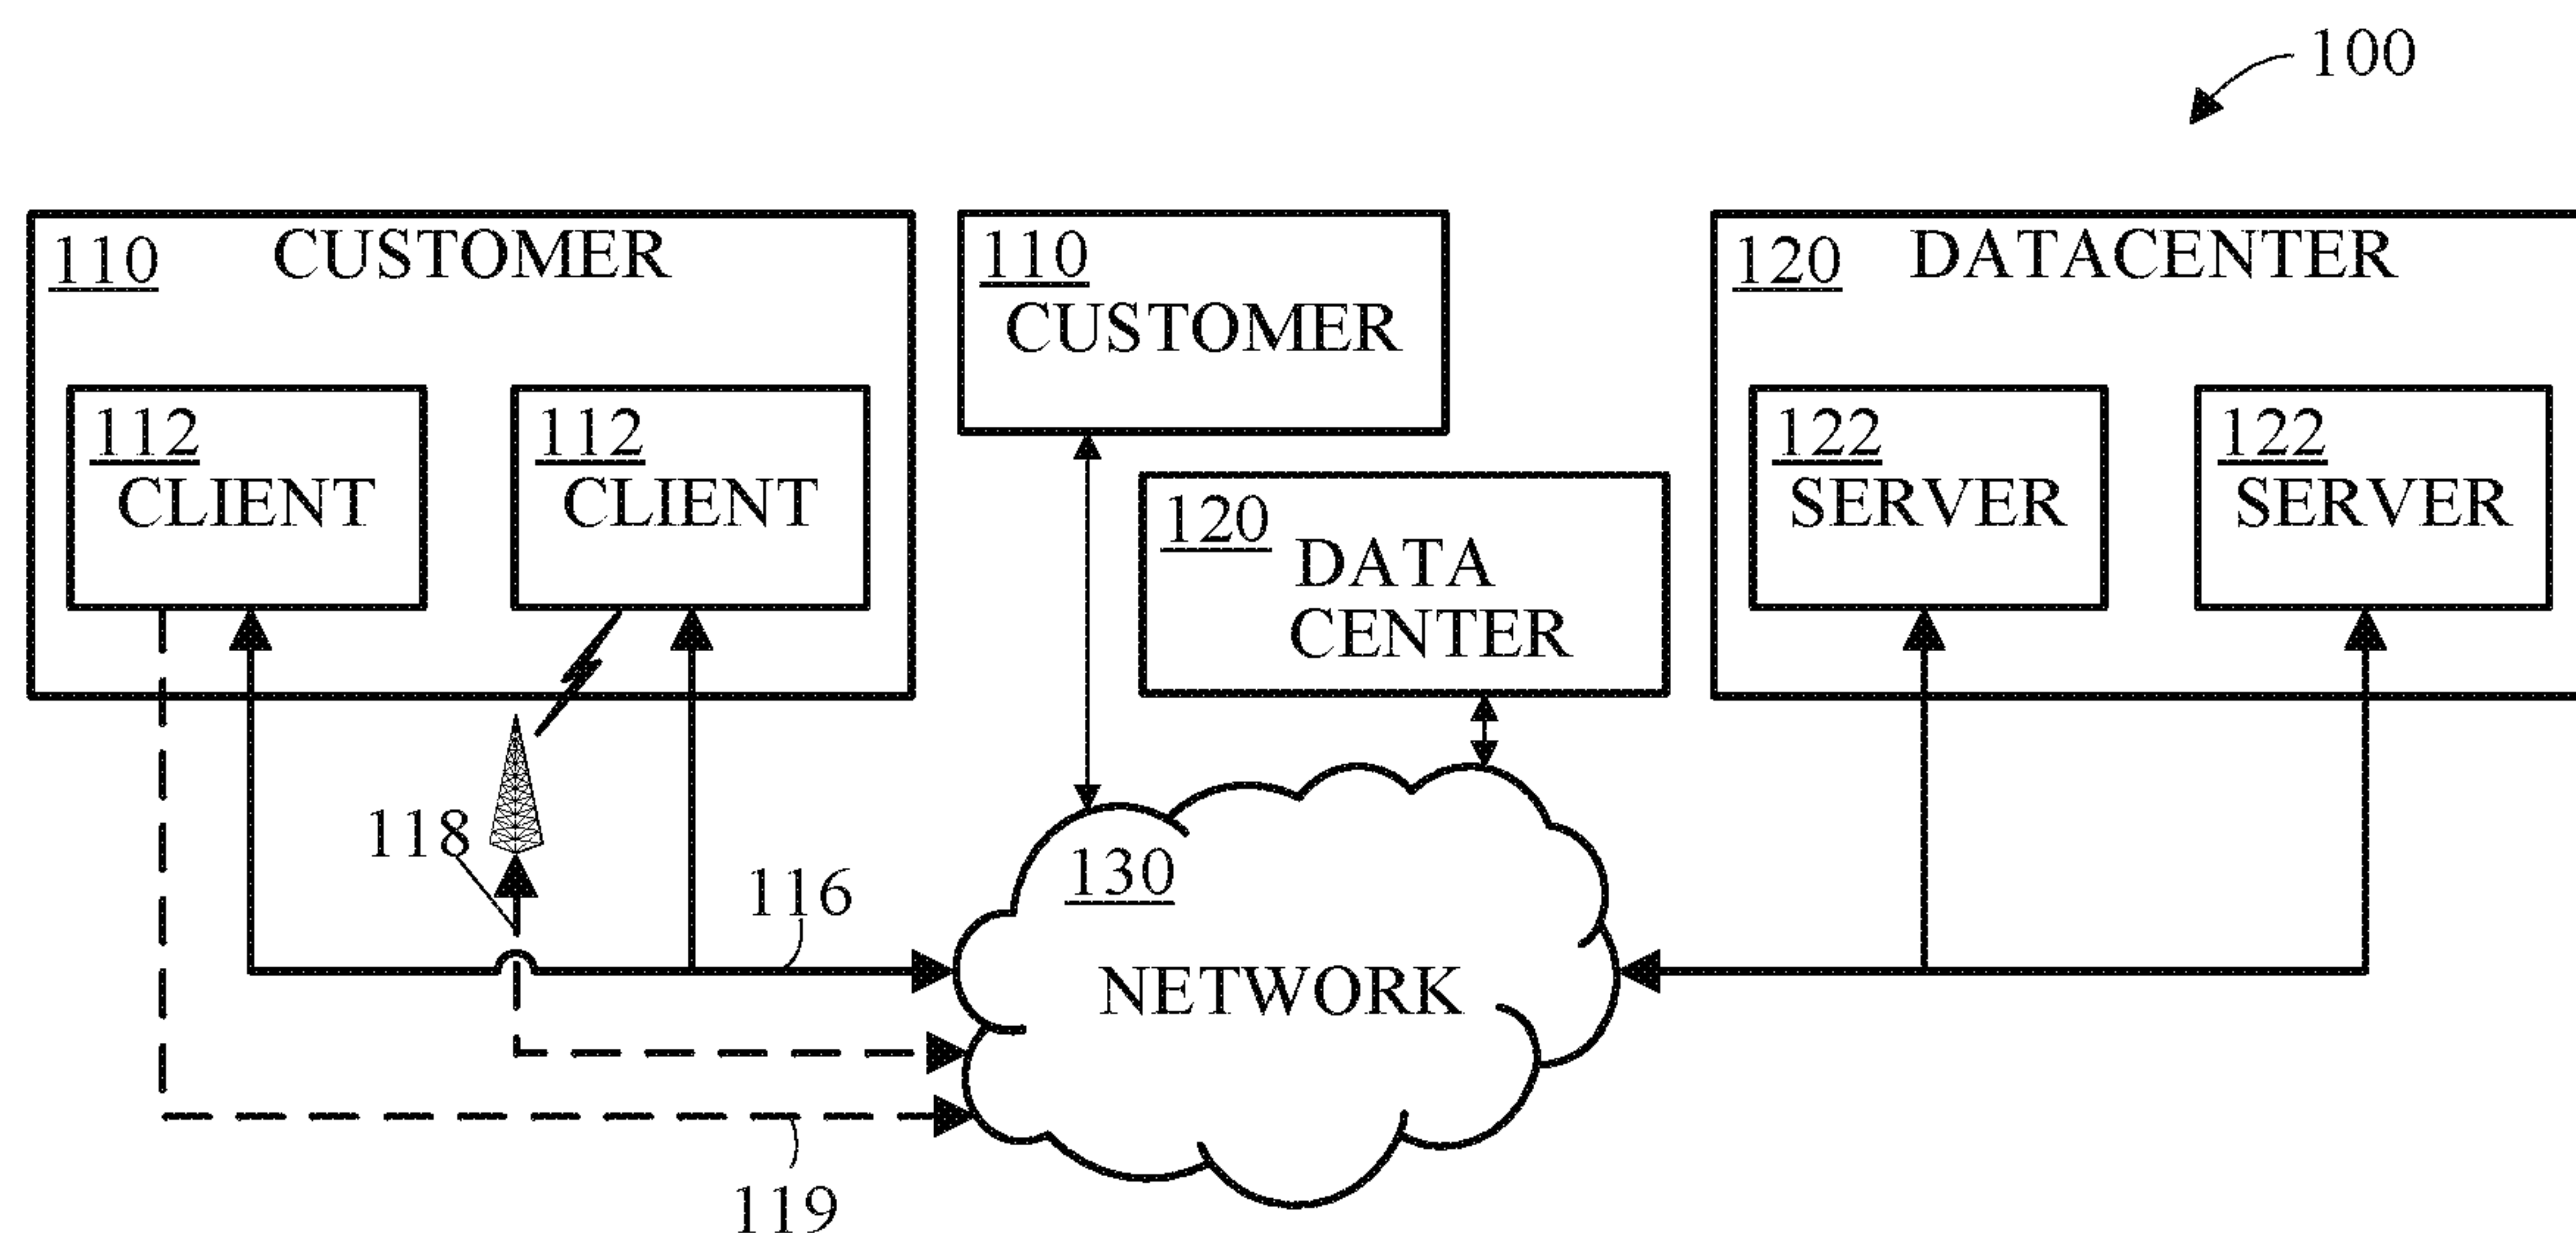 100
110 CUSTOMER
112
CLIENT
112
CLIENT
110
CUSTOMER
120
DATA
CENTER
120 DATACENTER
122
SERVER
122
SERVER
118
116
130
NETWORK
119